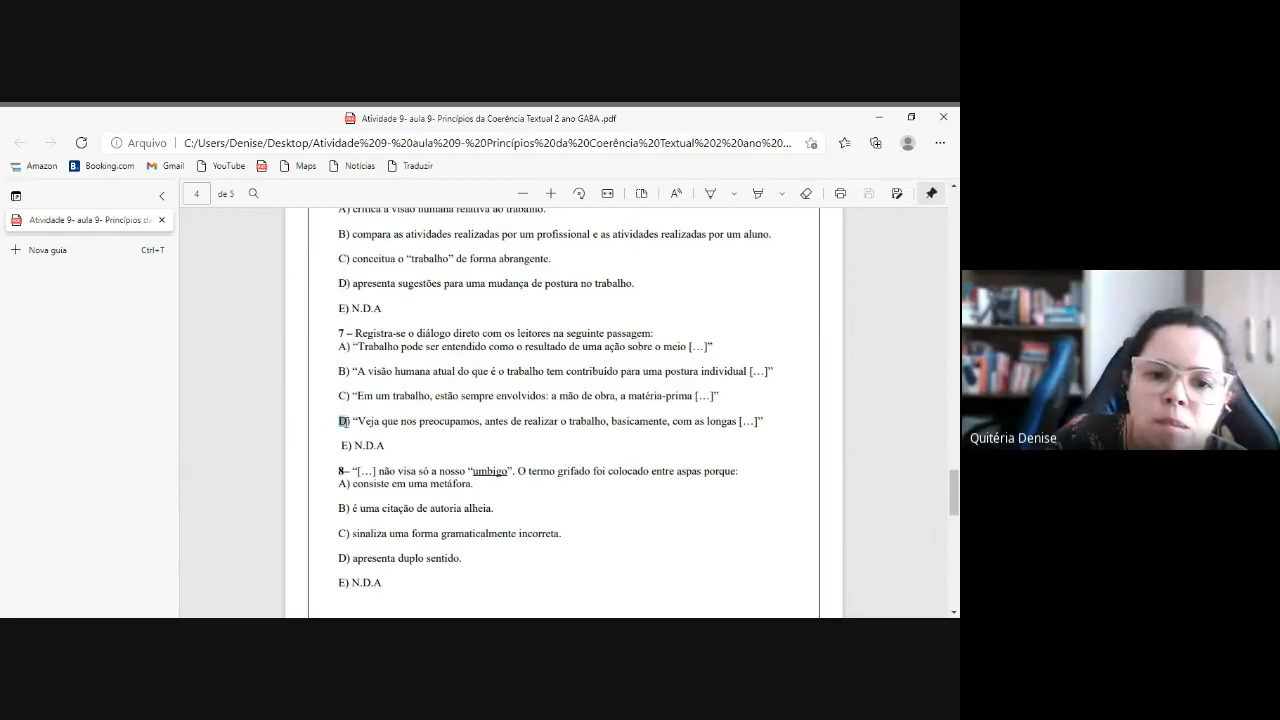 Atividade 9- aula 9- Princípios da Coerência Textual 2 ano GABA .pdf
Arquivo
C:/Users/Denise/Desktop/Atividade%209-%20aula%209-%20Princípios%20da%20Coerência%20Textual%202%20ano%20...
Amazon
Booking.com
Gmail
YouTube
Maps
Notícias
Traduzir
4 de 5
Atividade 9- aula 9- Princípios da
Nova guia Ctrl+T
A) critica a visão humana relativa ao trabalho.
B) compara as atividades realizadas por um profissional e as atividades realizadas por um aluno.
C) conceitua o “trabalho” de forma abrangente.
D) apresenta sugestões para uma mudança de postura no trabalho.
E) N.D.A
7 – Registra-se o diálogo direto com os leitores na seguinte passagem:
A) “Trabalho pode ser entendido como o resultado de uma ação sobre o meio […]”
B) “A visão humana atual do que é o trabalho tem contribuído para uma postura individual […]”
C) “Em um trabalho, estão sempre envolvidos: a mão de obra, a matéria-prima […]”
D) “Veja que nos preocupamos, antes de realizar o trabalho, basicamente, com as longas […]”
E) N.D.A
8– “[…] não visa só a nosso “umbigo”. O termo grifado foi colocado entre aspas porque:
A) consiste em uma metáfora.
B) é uma citação de autoria alheia.
C) sinaliza uma forma gramaticalmente incorreta.
D) apresenta duplo sentido.
E) N.D.A
Quitéria Denise